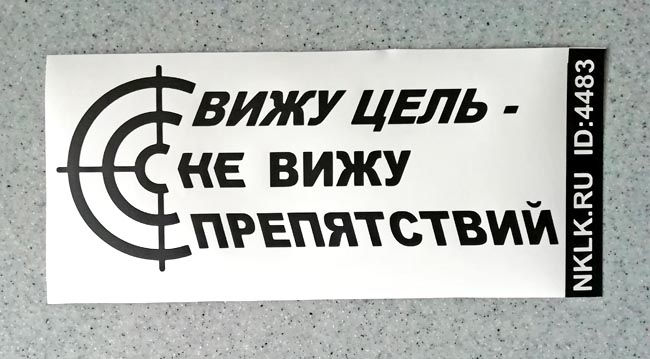 ВИЖУ ЦЕЛЬ -
НЕ ВИЖУ
ПРЕПЯТСТВИЙ
NKLK.RU ID:4483